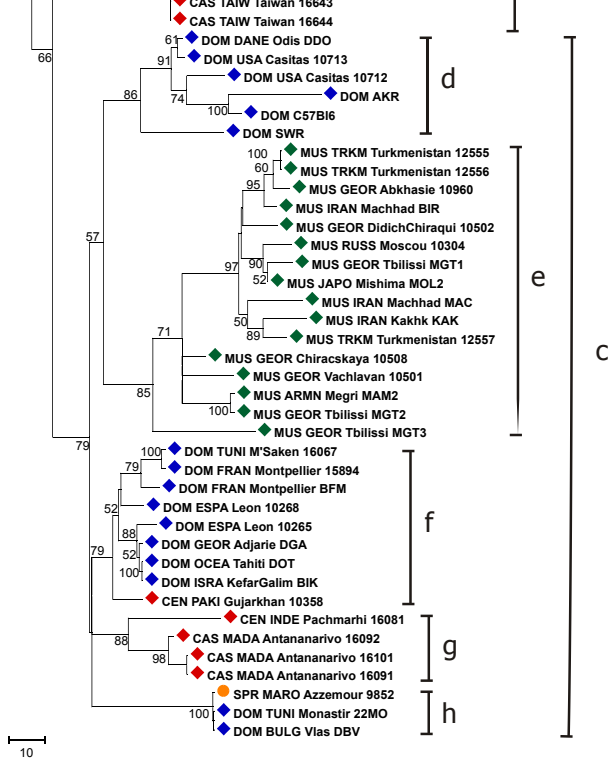 CAS TAIW Taiwan 16643
CAS TAIW Taiwan 16644
66
61 DOM DANE Odis DDO
DOM USA Casitas 10713
91
DOM USA Casitas 10712
d
86
74
DOM AKR
100
DOM C57Bl6
DOM SWR
100 MUS TRKM Turkmenistan 12555
60 MUS TRKM Turkmenistan 12556
95 MUS GEOR Abkhasie 10960
MUS IRAN Machhad BIR
MUS GEOR DidichChiraqui 10502
57
MUS RUSS Moscou 10304
97 90 MUS GEOR Tbilissi MGT1
52 MUS JAPO Mishima MOL2
e
MUS IRAN Machhad MAC
50 MUS IRAN Kakhk KAK
71 89 MUS TRKM Turkmenistan 12557
c
MUS GEOR Chiracskaya 10508
MUS GEOR Vachlavan 10501
85
MUS ARMN Megri MAM2
100 MUS GEOR Tbilissi MGT2
MUS GEOR Tbilissi MGT3
79
100 DOM TUNI M'Saken 16067
79 DOM FRAN Montpellier 15894
DOM FRAN Montpellier BFM
52 DOM ESPA Leon 10268
DOM ESPA Leon 10265
f
88 DOM GEOR Adjarie DGA
79 52 DOM OCEA Tahiti DOT
100 DOM ISRA KefarGalim BIK
CEN PAKI Gujarkhan 10358
CEN INDE Pachmarhi 16081
88 CAS MADA Antananarivo 16092
g
98 CAS MADA Antananarivo 16101
CAS MADA Antananarivo 16091
SPR MARO Azzemour 9852
100 DOM TUNI Monastir 22MO
h
DOM BULG Vlas DBV
10